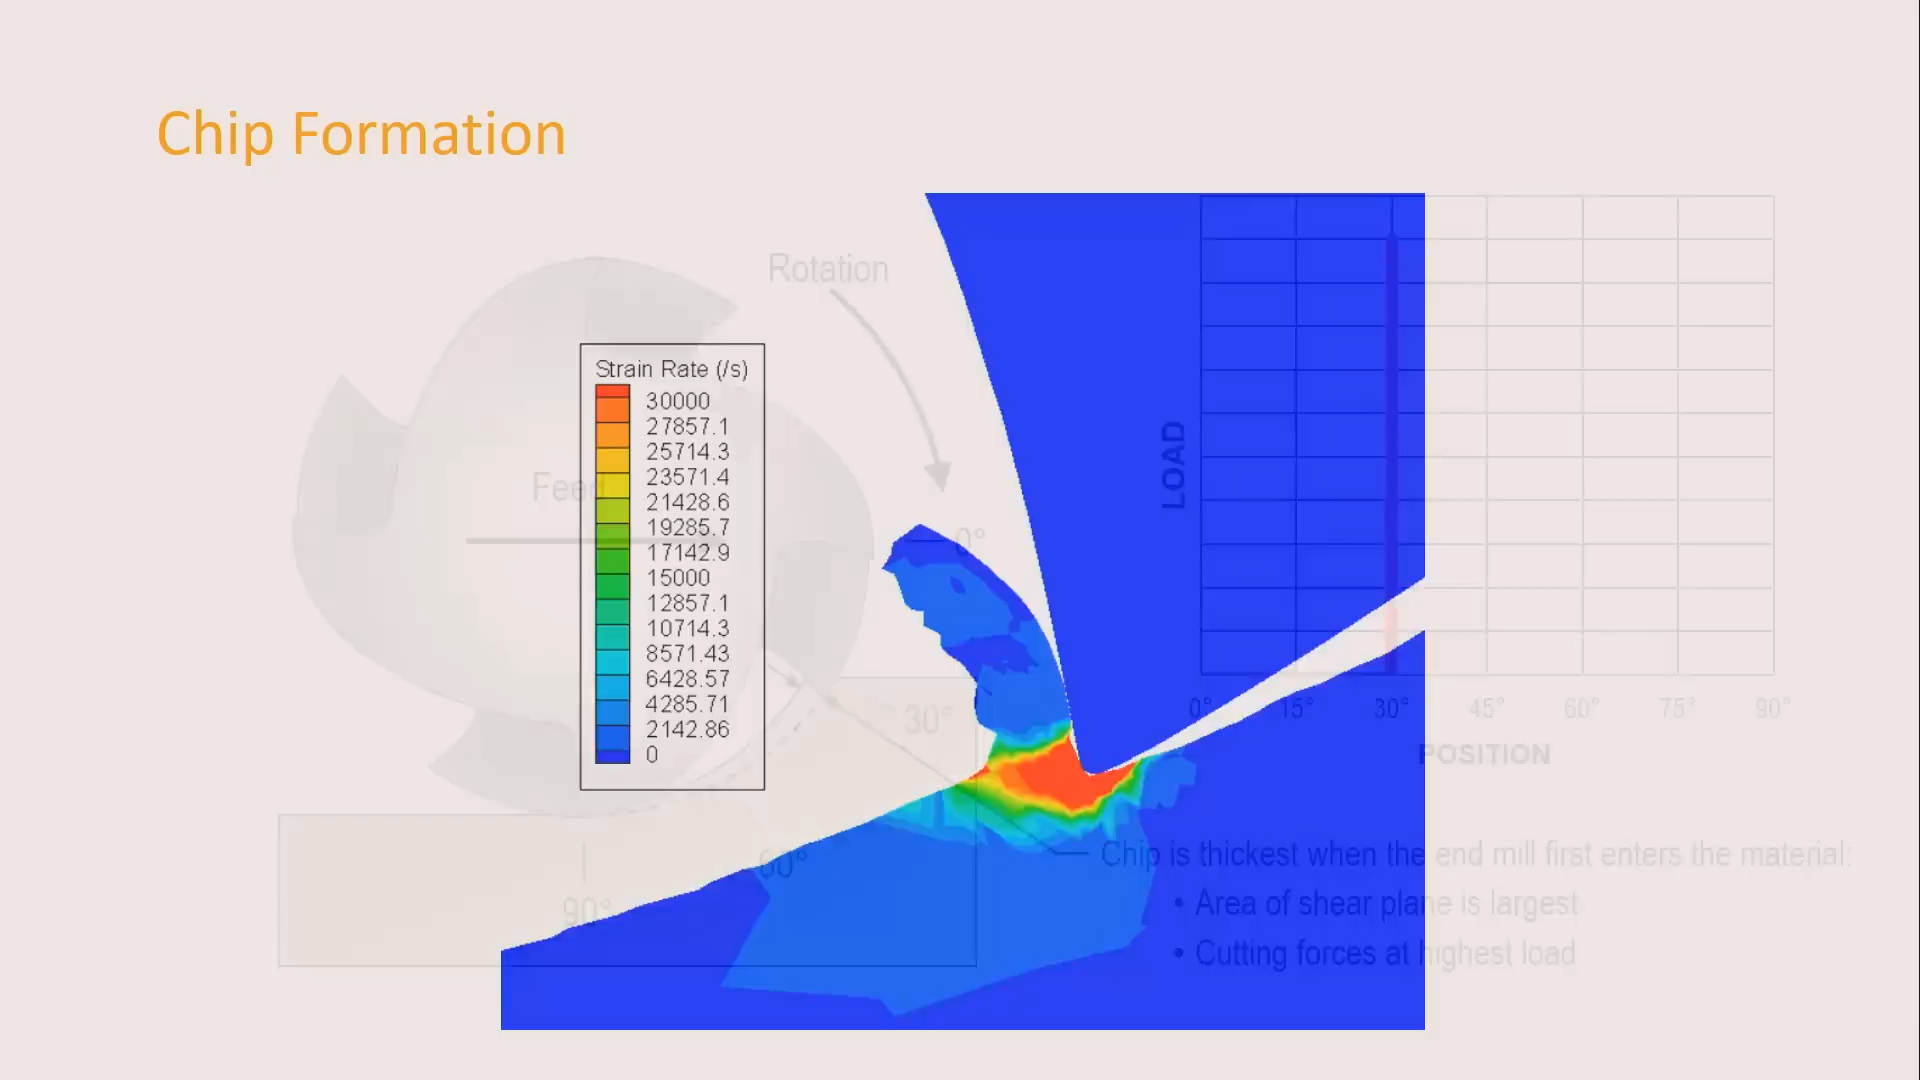 Chip Formation
Rotation
Strain Rate (/s)
30000
27857.1
25714.3
23571.4
21428.6
19285.7
17142.9
15000
12857.1
10714.3
8571.43
6428.57
4285.71
2142.86
0
Feed
0°
30°
60°
90°
LOAD
0° 15° 30° 45° 60° 75° 90°
POSITION
Chip is thickest when the end mill first enters the material:
• Area of shear plane is largest
• Cutting forces at highest load